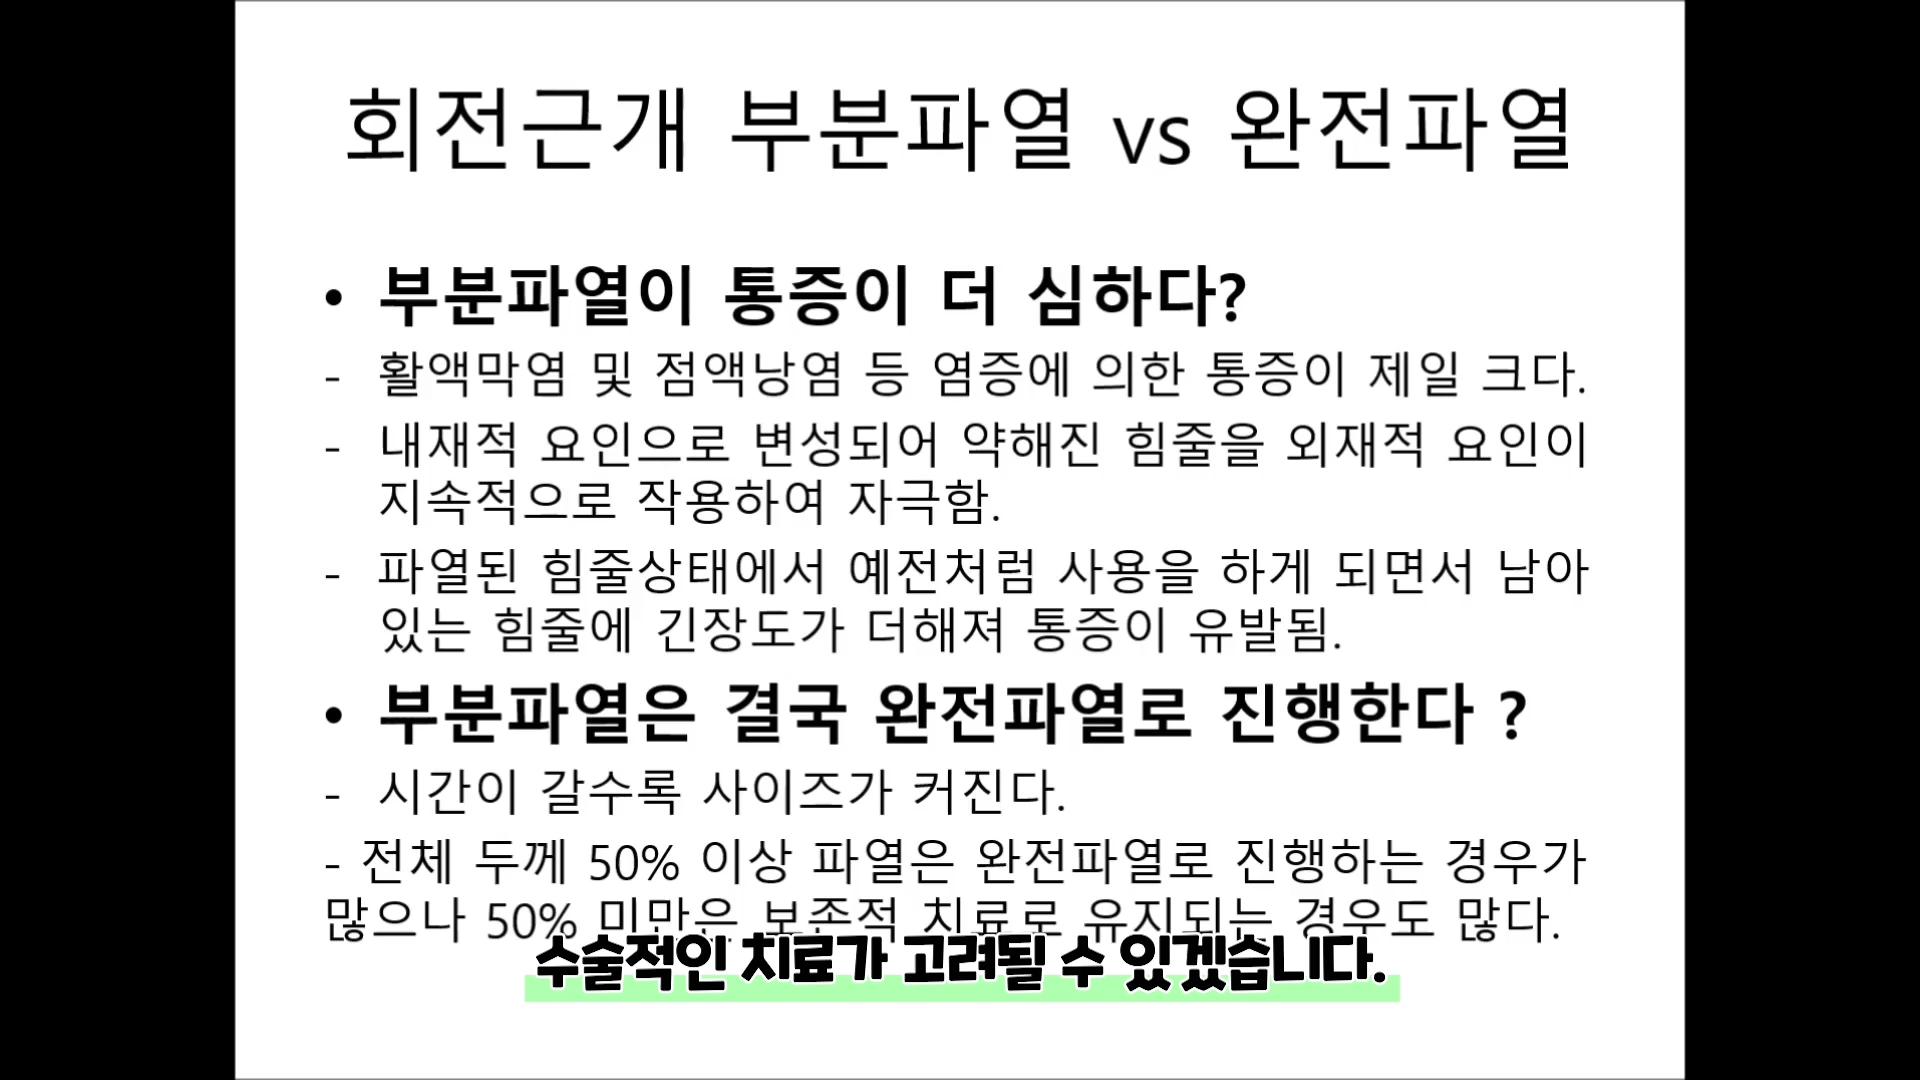 회전근개 부분파열 vs 완전파열
• 부분파열이 통증이 더 심하다?
- 활액막염 및 점액낭염 등 염증에 의한 통증이 제일 크다.
- 내재적 요인으로 변성되어 약해진 힘줄을 외재적 요인이
지속적으로 작용하여 자극함.
- 파열된 힘줄상태에서 예전처럼 사용을 하게 되면서 남아
있는 힘줄에 긴장도가 더해져 통증이 유발됨.
• 부분파열은 결국 완전파열로 진행한다 ?
- 시간이 갈수록 사이즈가 커진다.
- 전체 두께 50% 이상 파열은 완전파열로 진행하는 경우가
많으나 50% 미만은 보존적 치료로 유지되는 경우도 많다.
수술적인 치료가 고려될 수 있겠습니다.